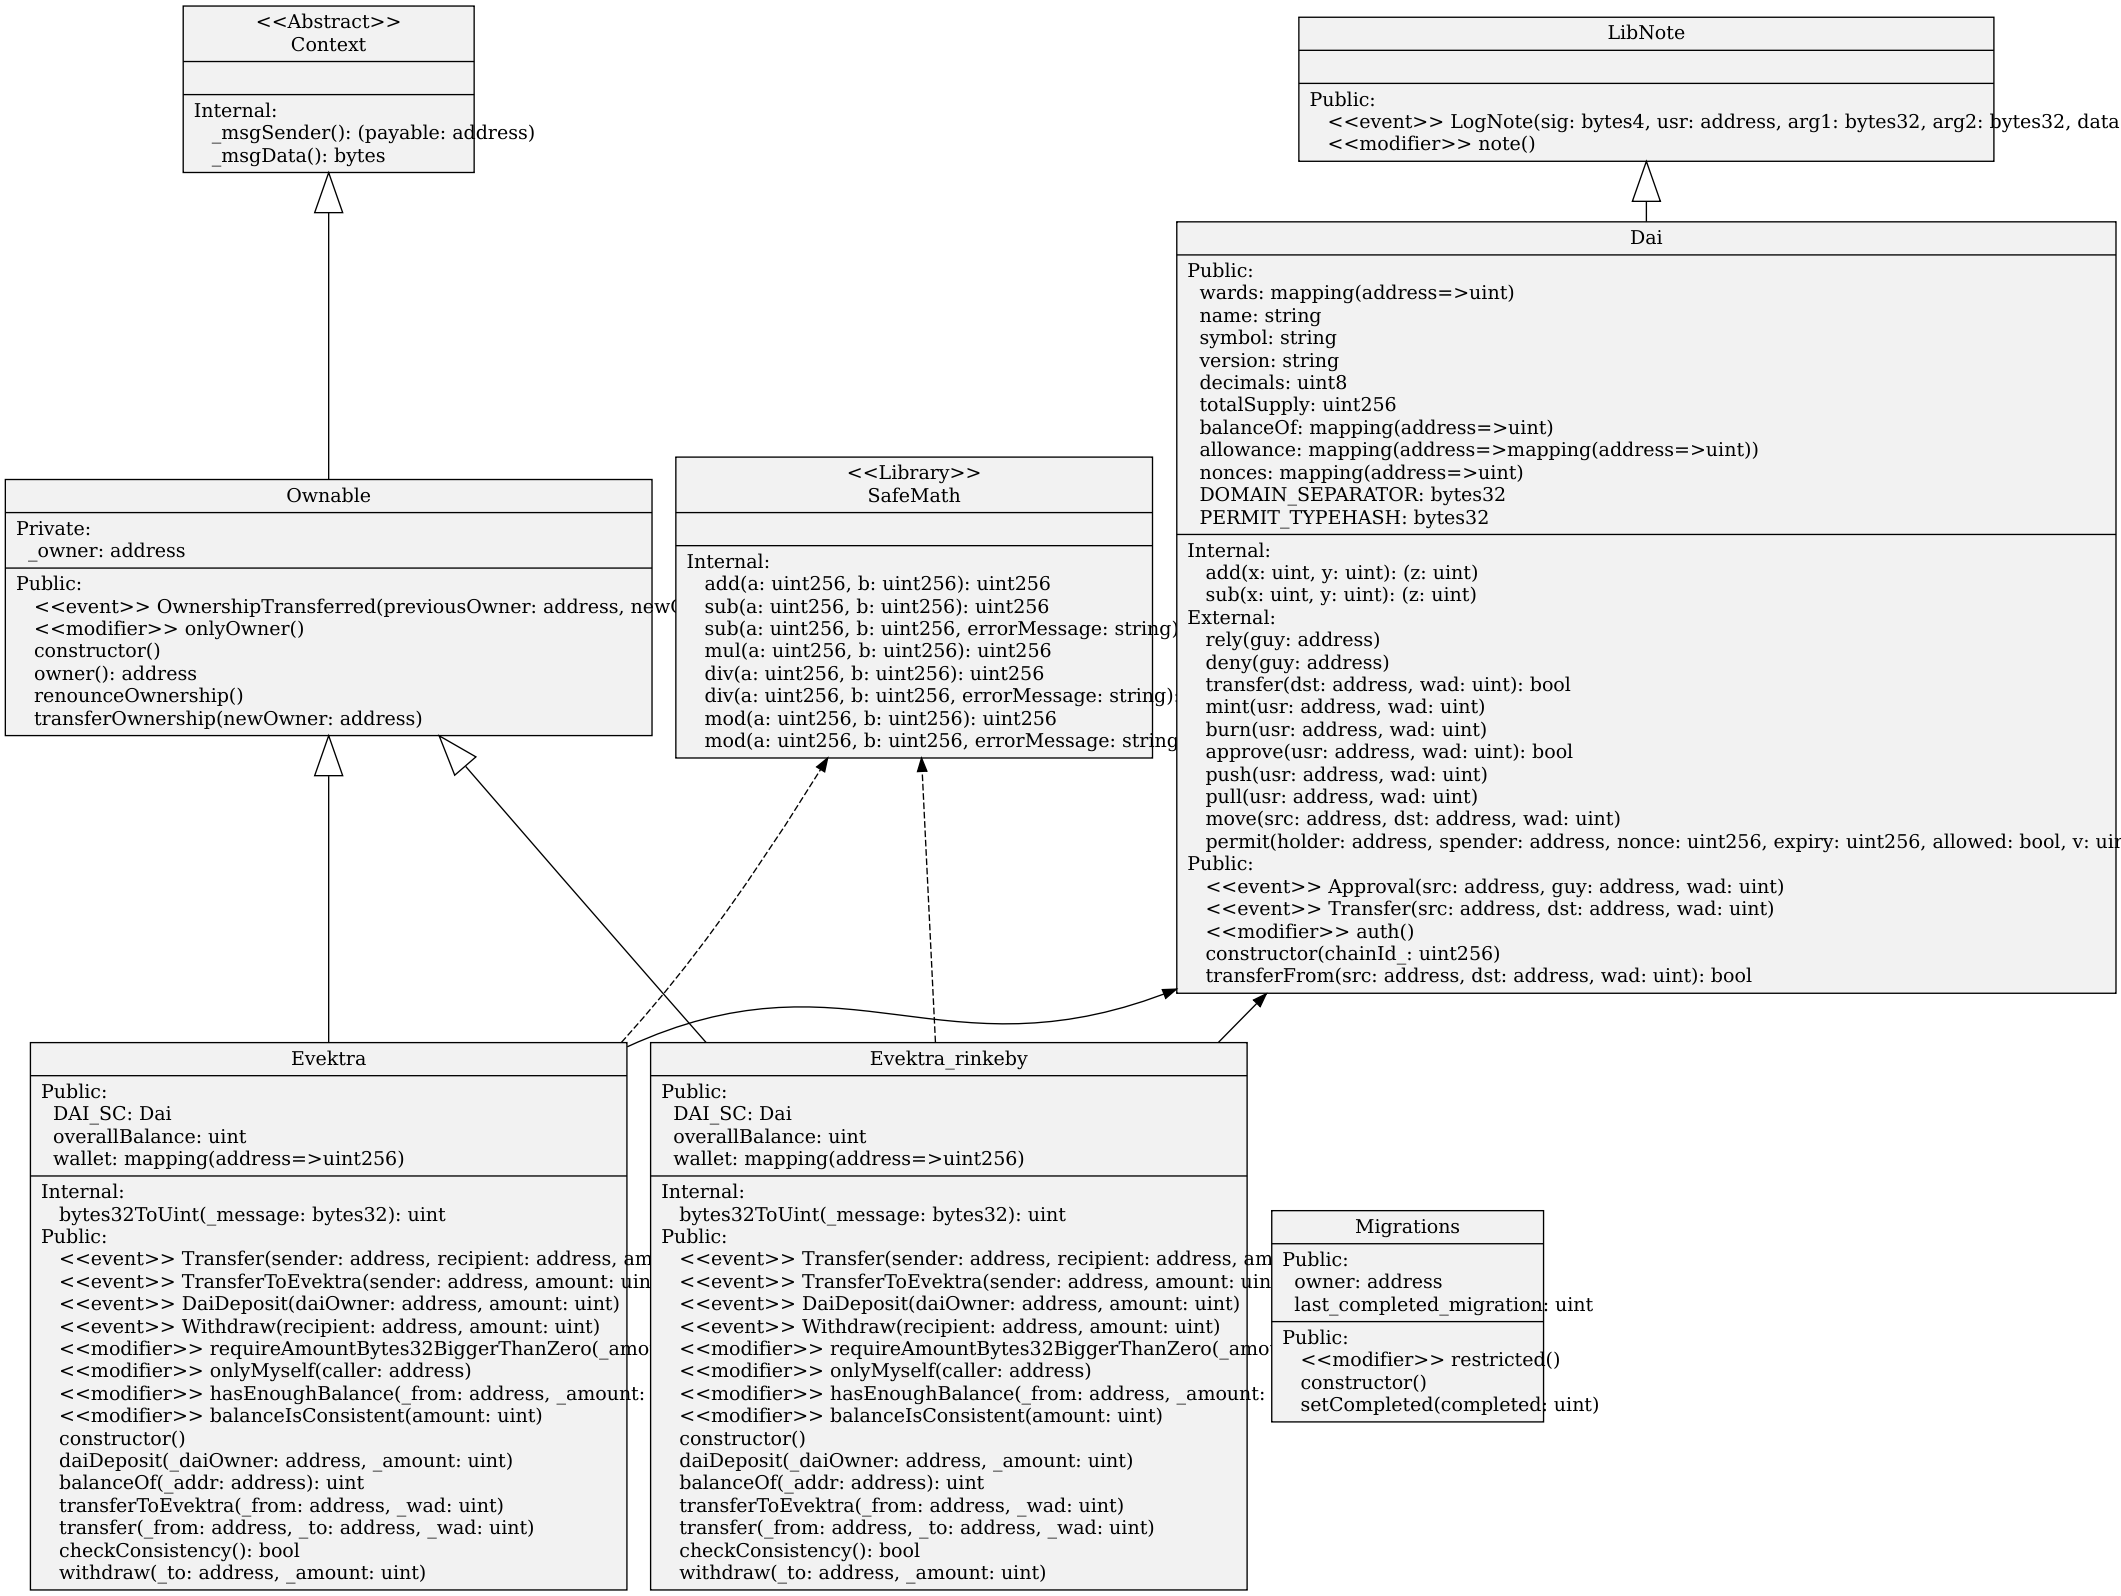 <<Abstract>>
Context
Internal:
_msgSender(): (payable: address)
_msgData(): bytes
LibNote
Public:
<<event>> LogNote(sig: bytes4, usr: address, arg1: bytes32, arg2: bytes32, data
<<modifier>> note()
Dai
Public:
wards: mapping(address=>uint)
name: string
symbol: string
version: string
decimals: uint8
totalSupply: uint256
balanceOf: mapping(address=>uint)
allowance: mapping(address=>mapping(address=>uint))
nonces: mapping(address=>uint)
DOMAIN_SEPARATOR: bytes32
PERMIT_TYPEHASH: bytes32
Internal:
add(x: uint, y: uint): (z: uint)
sub(x: uint, y: uint): (z: uint)
External:
rely(guy: address)
deny(guy: address)
transfer(dst: address, wad: uint): bool
mint(usr: address, wad: uint)
burn(usr: address, wad: uint)
approve(usr: address, wad: uint): bool
push(usr: address, wad: uint)
pull(usr: address, wad: uint)
move(src: address, dst: address, wad: uint)
permit(holder: address, spender: address, nonce: uint256, expiry: uint256, allowed: bool, v:
Public:
<<event>> Approval(src: address, guy: address, wad: uint)
<<event>> Transfer(src: address, dst: address, wad: uint)
<<modifier>> auth()
constructor(chainId_: uint256)
transferFrom(src: address, dst: address, wad: uint): bool
Ownable
Private:
_owner: address
Public:
<<event>> OwnershipTransferred(previousOwner: address,
<<modifier>> onlyOwner()
constructor()
owner(): address
renounceOwnership()
transferOwnership(newOwner: address)
<<Library>>
SafeMath
Internal:
add(a: uint256, b: uint256): uint256
sub(a: uint256, b: uint256): uint256
sub(a: uint256, b: uint256, errorMessage: string)
mul(a: uint256, b: uint256): uint256
div(a: uint256, b: uint256): uint256
div(a: uint256, b: uint256, errorMessage: string):
mod(a: uint256, b: uint256): uint256
mod(a: uint256, b: uint256, errorMessage: string
Evektra
Public:
DAI_SC: Dai
overallBalance: uint
wallet: mapping(address=>uint256)
Internal:
bytes32ToUint(_message: bytes32): uint
Public:
<<event>> Transfer(sender: address, recipient: address,
<<event>> TransferToEvektra(sender: address, amount: uin
<<event>> DaiDeposit(daiOwner: address, amount: uint)
<<event>> Withdraw(recipient: address, amount: uint)
<<modifier>> requireAmountBytes32BiggerThanZero(_amo
<<modifier>> onlyMyself(caller: address)
<<modifier>> hasEnoughBalance(_from: address, _amount:
<<modifier>> balanceIsConsistent(amount: uint)
constructor()
daiDeposit(_daiOwner: address, _amount: uint)
balanceOf(_addr: address): uint
transferToEvektra(_from: address, _wad: uint)
transfer(_from: address, _to: address, _wad: uint)
checkConsistency(): bool
withdraw(_to: address, _amount: uint)
Evektra_rinkeby
Public:
DAI_SC: Dai
overallBalance: uint
wallet: mapping(address=>uint256)
Internal:
bytes32ToUint(_message: bytes32): uint
Public:
<<event>> Transfer(sender: address, recipient: address,
<<event>> TransferToEvektra(sender: address, amount: uin
<<event>> DaiDeposit(daiOwner: address, amount: uint)
<<event>> Withdraw(recipient: address, amount: uint)
<<modifier>> requireAmountBytes32BiggerThanZero(_amo
<<modifier>> onlyMyself(caller: address)
<<modifier>> hasEnoughBalance(_from: address, _amount:
<<modifier>> balanceIsConsistent(amount: uint)
constructor()
daiDeposit(_daiOwner: address, _amount: uint)
balanceOf(_addr: address): uint
transferToEvektra(_from: address, _wad: uint)
transfer(_from: address, _to: address, _wad: uint)
checkConsistency(): bool
withdraw(_to: address, _amount: uint)
Migrations
Public:
owner: address
last_completed_migration: uint
Public:
<<modifier>> restricted()
constructor()
setCompleted(completed: uint)